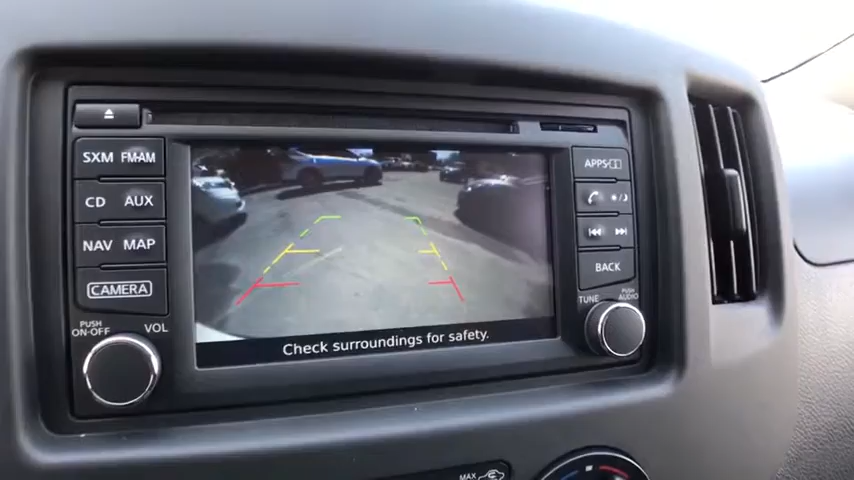 SXM FM·AM
CD AUX
NAV MAP
CAMERA
PUSH
ON·OFF
VOL
APPS·
BACK
TUNE
PUSH
AUDIO
Check surroundings for safety.
MAX